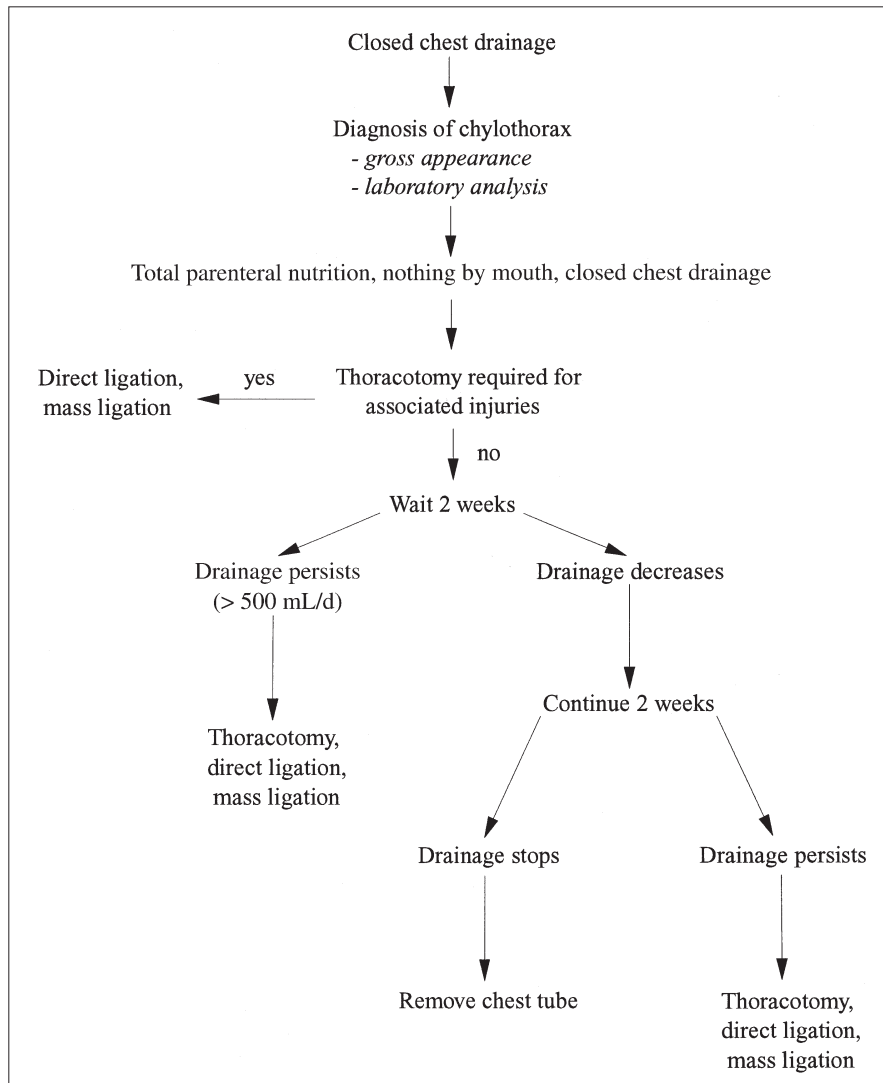 Closed chest drainage
Diagnosis of chylothorax
- gross appearance
- laboratory analysis
Total parenteral nutrition, nothing by mouth, closed chest drainage
Direct ligation,
mass ligation
yes
Thoracotomy required for
associated injuries
no
Wait 2 weeks
Drainage persists
(> 500 mL/d)
Drainage decreases
Continue 2 weeks
Thoracotomy,
direct ligation,
mass ligation
Drainage stops
Drainage persists
Remove chest tube
Thoracotomy,
direct ligation,
mass ligation